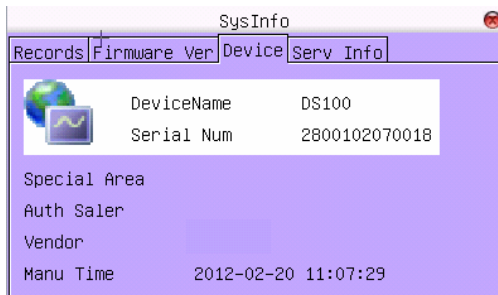 SysInfo
Records Firmware Ver Device Serv Info
DeviceName DS100
Serial Num 2800102070018
Special Area
Auth Saler
Vendor
Manu Time 2012-02-20 11:07:29